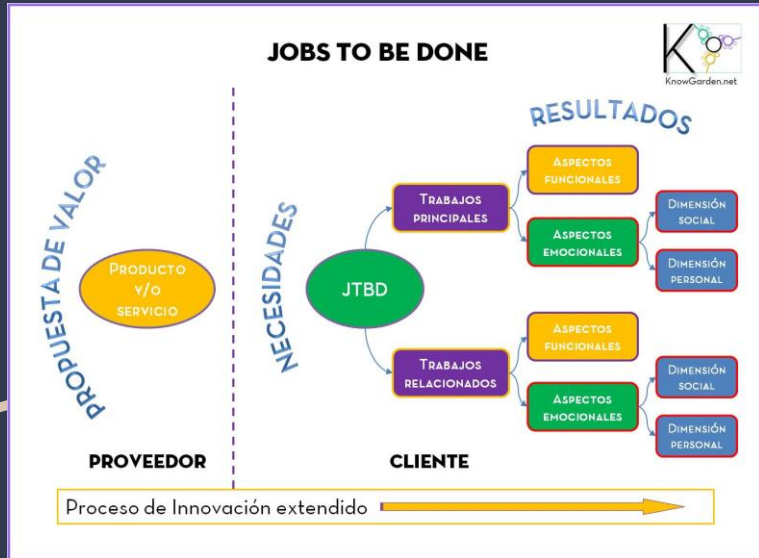 JOBS TO BE DONE
K
KnowGarden.net
PROPUESTA DE VALOR
PRODUCTO
Y/O
SERVICIO
NECESIDADES
JTBD
RESULTADOS
TRABAJOS
PRINCIPALES
ASPECTOS
FUNCIONALES
ASPECTOS
EMOCIONALES
DIMENSIÓN
SOCIAL
DIMENSIÓN
PERSONAL
TRABAJOS
RELACIONADOS
ASPECTOS
FUNCIONALES
ASPECTOS
EMOCIONALES
DIMENSIÓN
SOCIAL
DIMENSIÓN
PERSONAL
PROVEEDOR
CLIENTE
Proceso de Innovación extendido